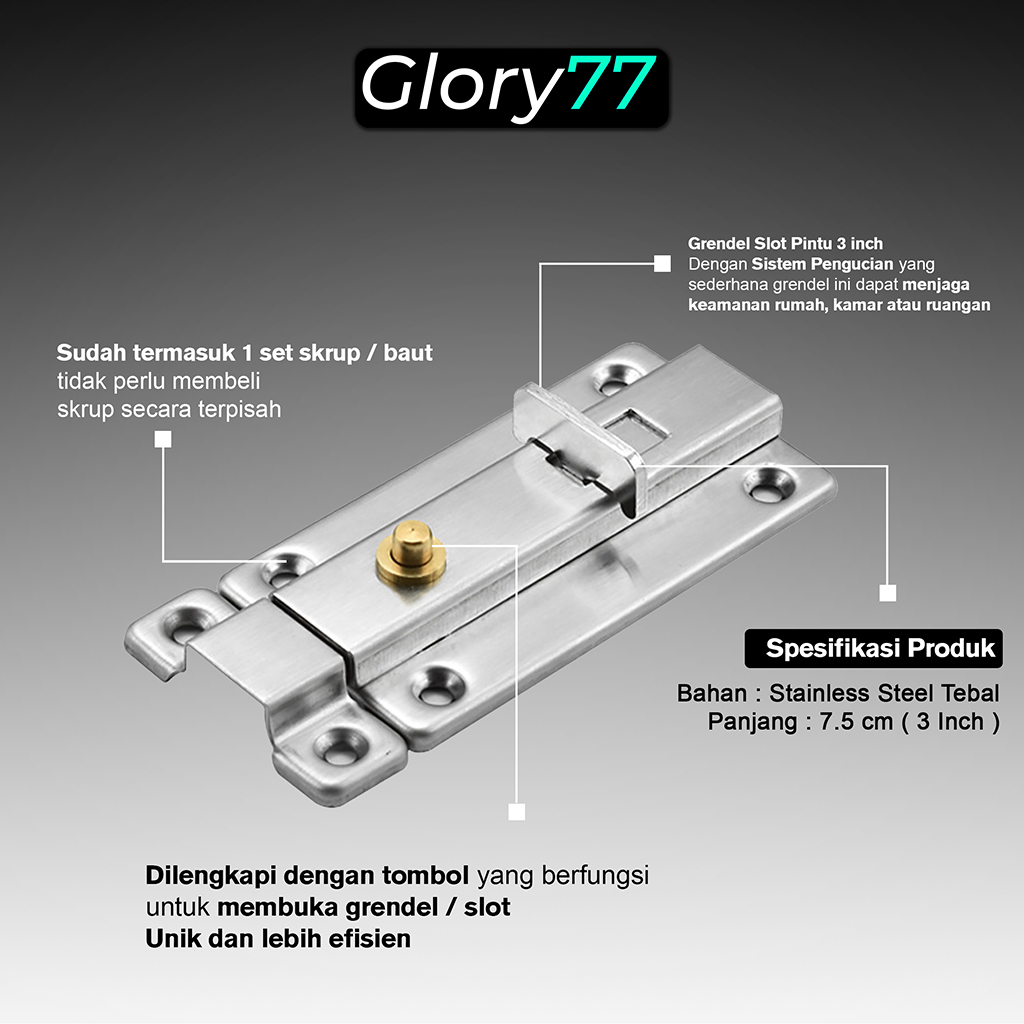 Glory77
Grendel Slot Pintu 3 inch
Dengan Sistem Pengucian yang
sederhana grendel ini dapat menjaga
keamanan rumah, kamar atau ruangan
Sudah termasuk 1 set skrup / baut
tidak perlu membeli
skrup secara terpisah
Spesifikasi Produk
Bahan : Stainless Steel Tebal
Panjang : 7.5 cm ( 3 Inch )
Dilengkapi dengan tombol yang berfungsi
untuk membuka grendel / slot
Unik dan lebih efisien